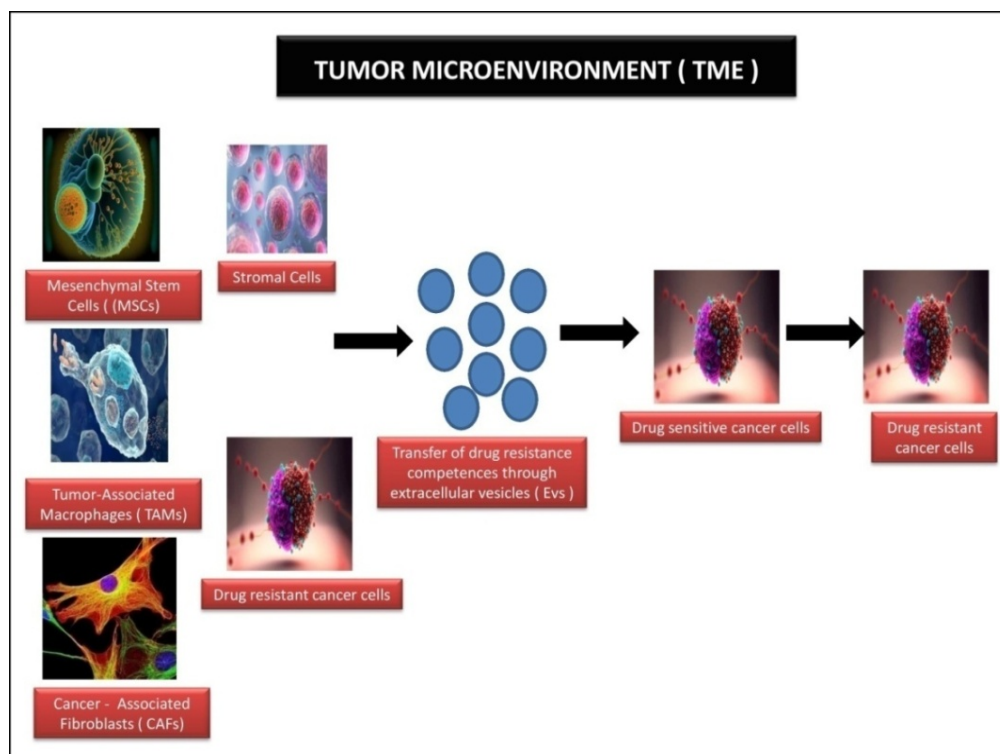 TUMOR MICROENVIRONMENT ( TME )
Mesenchymal Stem
Cells ( (MSCs)
Stromal Cells
Tumor-Associated
Macrophages ( TAMs)
Drug resistant cancer cells
Cancer - Associated
Fibroblasts ( CAFs)
Transfer of drug resistance
competences through
extracellular vesicles ( Evs )
Drug sensitive cancer cells
Drug resistant
cancer cells